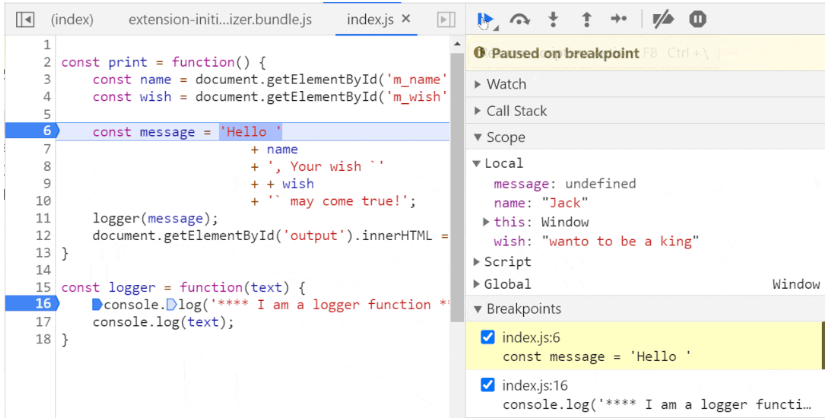 (index)
extension-initi...izer.bundle.js
index.js ×
1
2 const print = function() {
3 const name = document.getElementById('m_name'
4 const wish = document.getElementById('m_wish'
5
6 const message = 'Hello '
7 + name
8 + ', Your wish `'
9 + + wish
10 + '` may come true!';
11 logger(message);
12 document.getElementById('output').innerHTML =
13 }
14
15 const logger = function(text) {
16 console.log('**** I am a logger function *
17 console.log(text);
18 }
Paused on breakpoint F8 Ctrl+\
Watch
Call Stack
Scope
Local
message: undefined
name: "Jack"
this: Window
wish: "wanto to be a king"
Script
Global Window
Breakpoints
index.js:6
const message = 'Hello '
index.js:16
console.log('**** I am a logger functi…